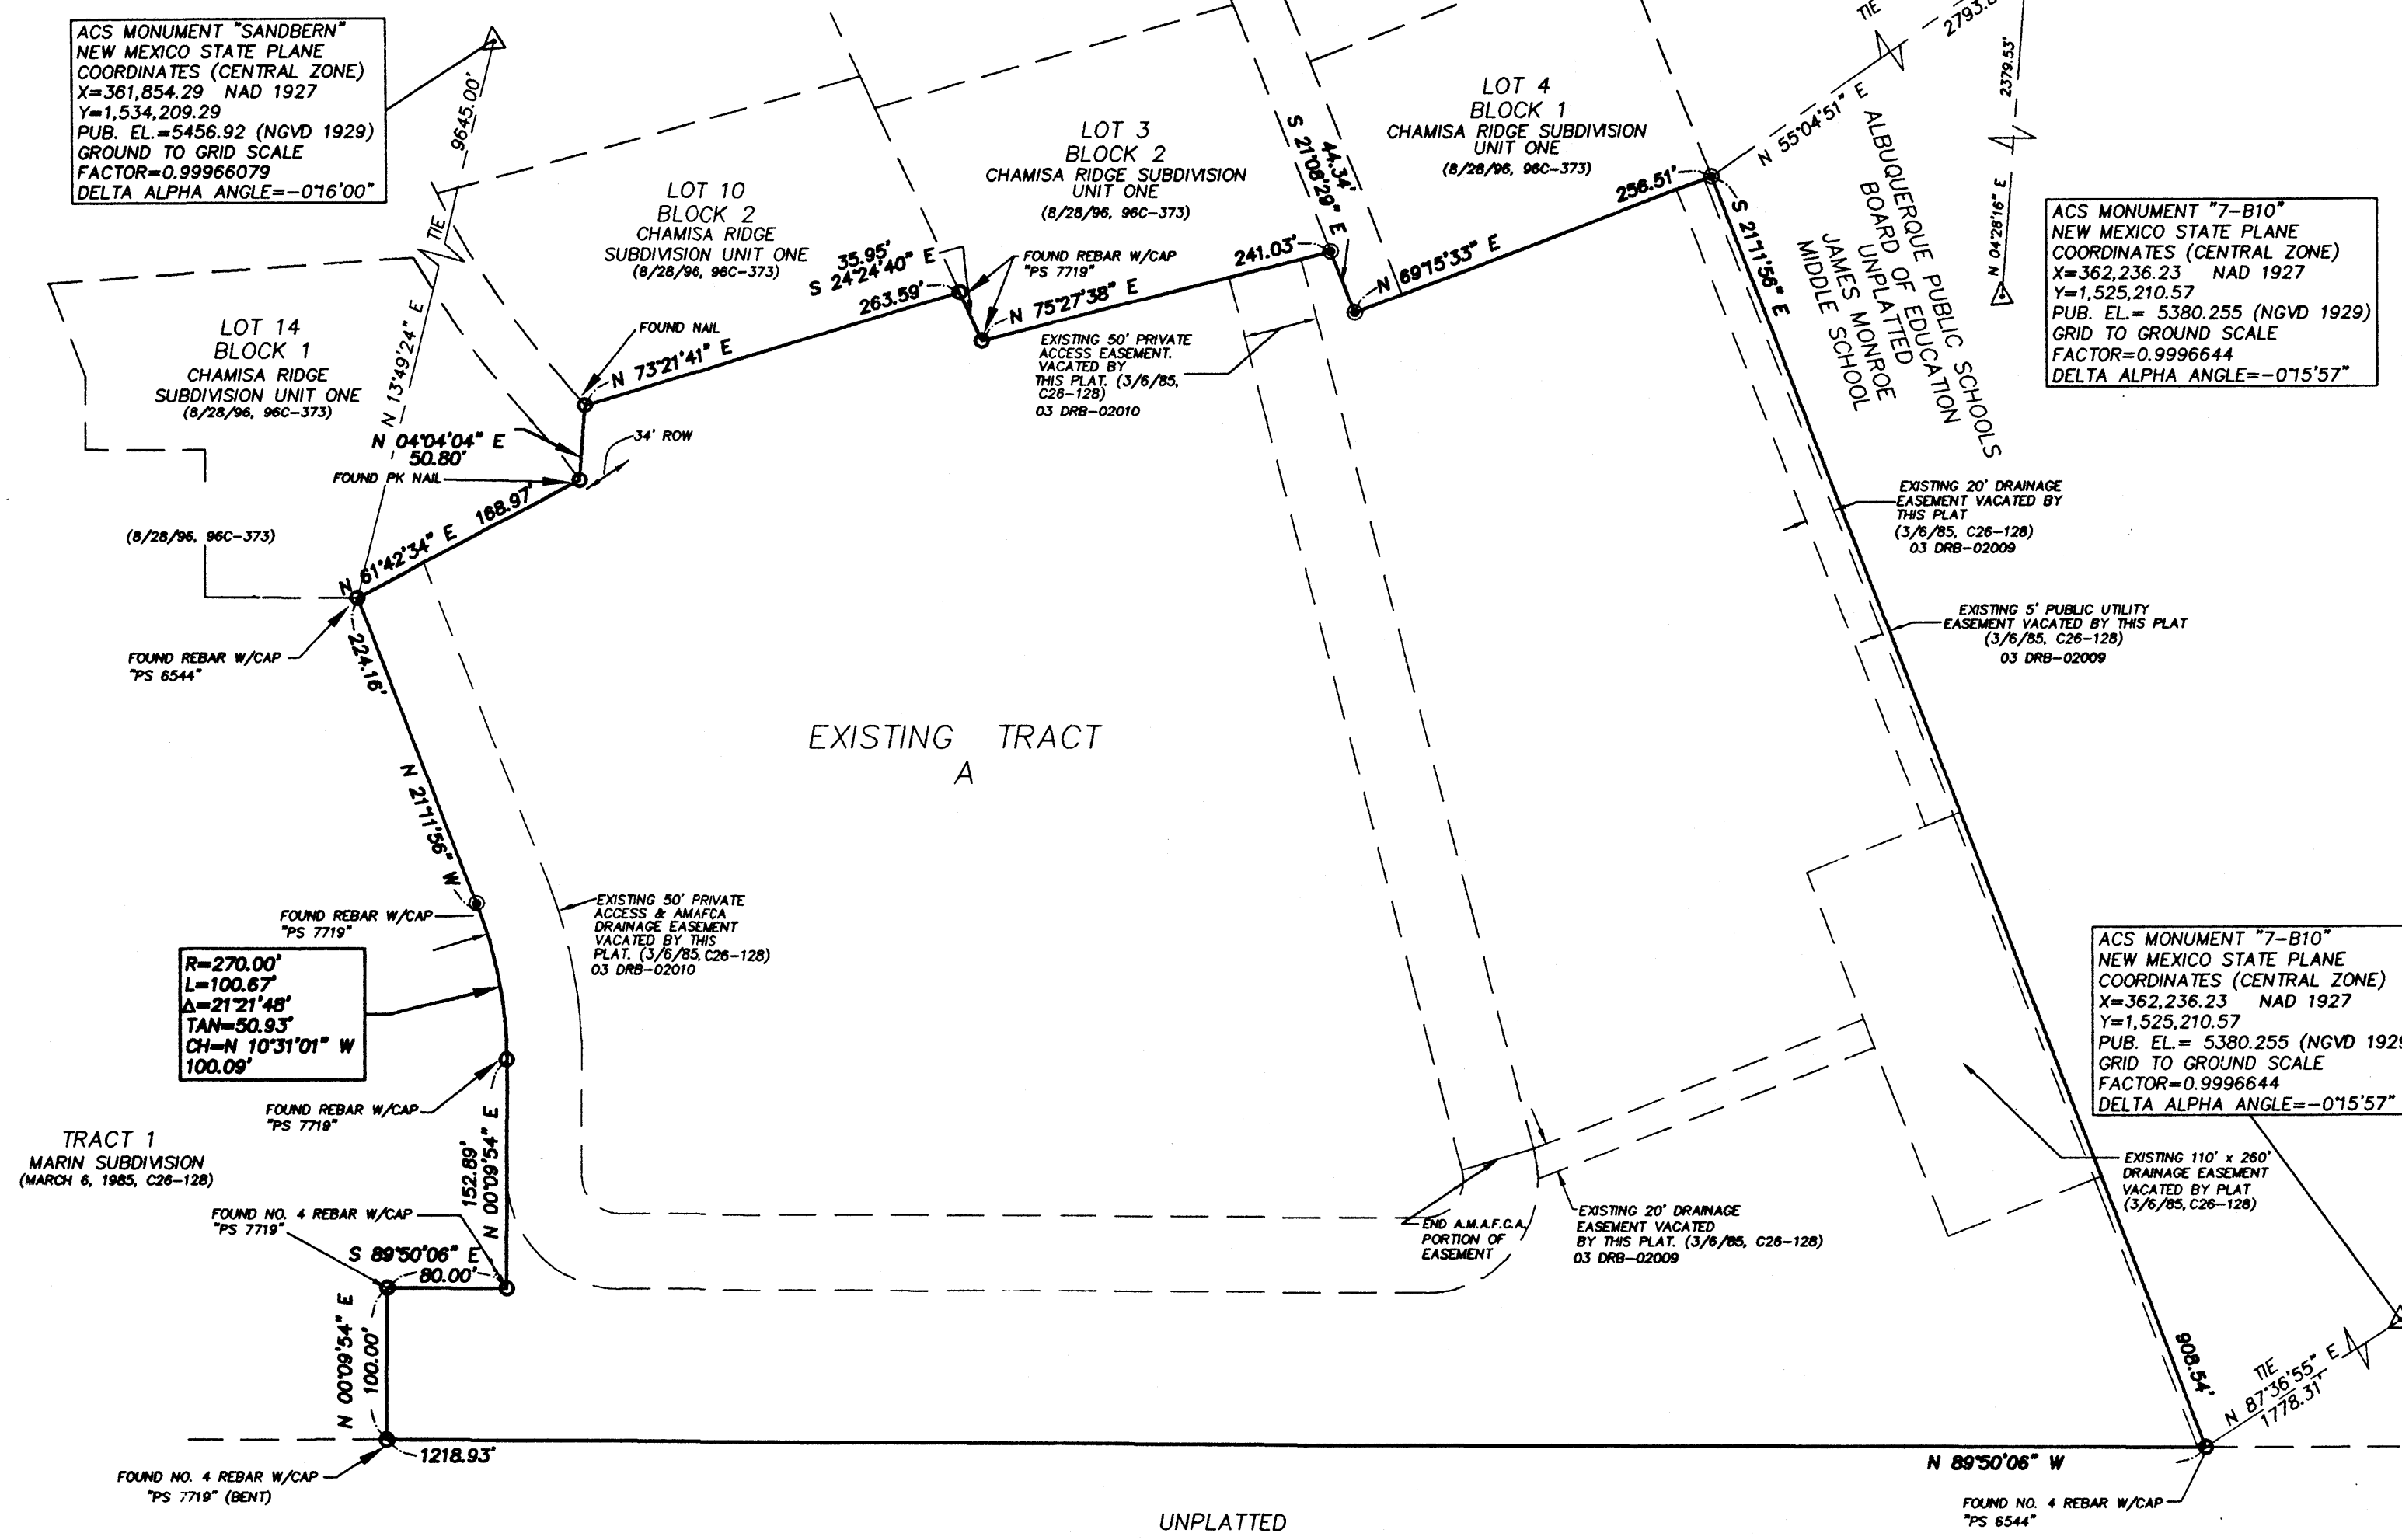 ACS MONUMENT "SANDBERN"
NEW MEXICO STATE PLANE
COORDINATES (CENTRAL ZONE)
X=361,854.29 NAD 1927
Y=1,534,209.29
PUB. EL.=5456.92 (NGVD 1929)
GROUND TO GRID SCALE
FACTOR=0.99966079
DELTA ALPHA ANGLE=-0°16'00"
9645.00'
TIE
N 13°49'24" E
LOT 14
BLOCK 1
CHAMISA RIDGE
SUBDIVISION UNIT ONE
(8/28/96, 96C-373)
(8/28/96, 96C-373)
LOT 10
BLOCK 2
CHAMISA RIDGE
SUBDIVISION UNIT ONE
(8/28/96, 96C-373)
LOT 3
BLOCK 2
CHAMISA RIDGE SUBDIVISION
UNIT ONE
(8/28/96, 96C-373)
LOT 4
BLOCK 1
CHAMISA RIDGE SUBDIVISION
UNIT ONE
(8/28/96, 96C-373)
TIE
2793.8
N 55°04'51" E
2379.53'
N 04°28'16" E
ALBUQUERQUE PUBLIC SCHOOLS
BOARD OF EDUCATION
UNPLATTED
JAMES MONROE
MIDDLE SCHOOL
ACS MONUMENT "7-B10"
NEW MEXICO STATE PLANE
COORDINATES (CENTRAL ZONE)
X=362,236.23 NAD 1927
Y=1,525,210.57
PUB. EL.= 5380.255 (NGVD 1929)
GRID TO GROUND SCALE
FACTOR=0.9996644
DELTA ALPHA ANGLE=-0°15'57"
35.95'
S 24°24'40" E
263.59'
N 73°21'41" E
FOUND REBAR W/CAP
"PS 7719"
241.03'
N 75°27'38" E
44.34'
S 21°08'29" E
256.51'
N 69°15'33" E
S 21°11'56" E
FOUND NAIL
N 04°04'04" E
50.80'
34' ROW
FOUND PK NAIL
168.97'
N 61°42'34" E
EXISTING 50' PRIVATE
ACCESS EASEMENT.
VACATED BY
THIS PLAT. (3/6/85,
C26-128)
03 DRB-02010
EXISTING 20' DRAINAGE
EASEMENT VACATED BY
THIS PLAT
(3/6/85, C26-128)
03 DRB-02009
EXISTING 5' PUBLIC UTILITY
EASEMENT VACATED BY THIS PLAT
(3/6/85, C26-128)
03 DRB-02009
FOUND REBAR W/CAP
"PS 6544"
224.16'
N 21°11'56" W
EXISTING TRACT
A
FOUND REBAR W/CAP
"PS 7719"
EXISTING 50' PRIVATE
ACCESS & AMAFCA
DRAINAGE EASEMENT
VACATED BY THIS
PLAT. (3/6/85, C26-128)
03 DRB-02010
R=270.00'
L=100.67'
Δ=21°21'48"
TAN=50.93'
CH=N 10°31'01" W
100.09'
FOUND REBAR W/CAP
"PS 7719"
TRACT 1
MARIN SUBDIVISION
(MARCH 6, 1985, C26-128)
152.89'
N 00°09'54" E
FOUND NO. 4 REBAR W/CAP
"PS 7719"
S 89°50'06" E
80.00'
N 00°09'54" E
100.00'
ACS MONUMENT "7-B10"
NEW MEXICO STATE PLANE
COORDINATES (CENTRAL ZONE)
X=362,236.23 NAD 1927
Y=1,525,210.57
PUB. EL.= 5380.255 (NGVD 1929
GRID TO GROUND SCALE
FACTOR=0.9996644
DELTA ALPHA ANGLE=-0°15'57"
EXISTING 110' x 260'
DRAINAGE EASEMENT
VACATED BY PLAT
(3/6/85, C26-128)
END A.M.A.F.C.A.
PORTION OF
EASEMENT
EXISTING 20' DRAINAGE
EASEMENT VACATED
BY THIS PLAT. (3/6/85, C26-128)
03 DRB-02009
908.54'
TIE
N 87°36'55" E
1778.31'
1218.93'
N 89°50'06" W
FOUND NO. 4 REBAR W/CAP
"PS 7719" (BENT)
FOUND NO. 4 REBAR W/CAP
"PS 6544"
UNPLATTED